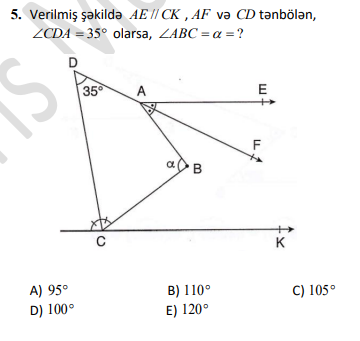 5. Verilmiş şəkildə AE // CK , AF və CD tənbölən,
∠CDA = 35° olarsa, ∠ABC = α = ?
D
35°
A
E
F
α
B
C
K
A) 95°
B) 110°
C) 105°
D) 100°
E) 120°